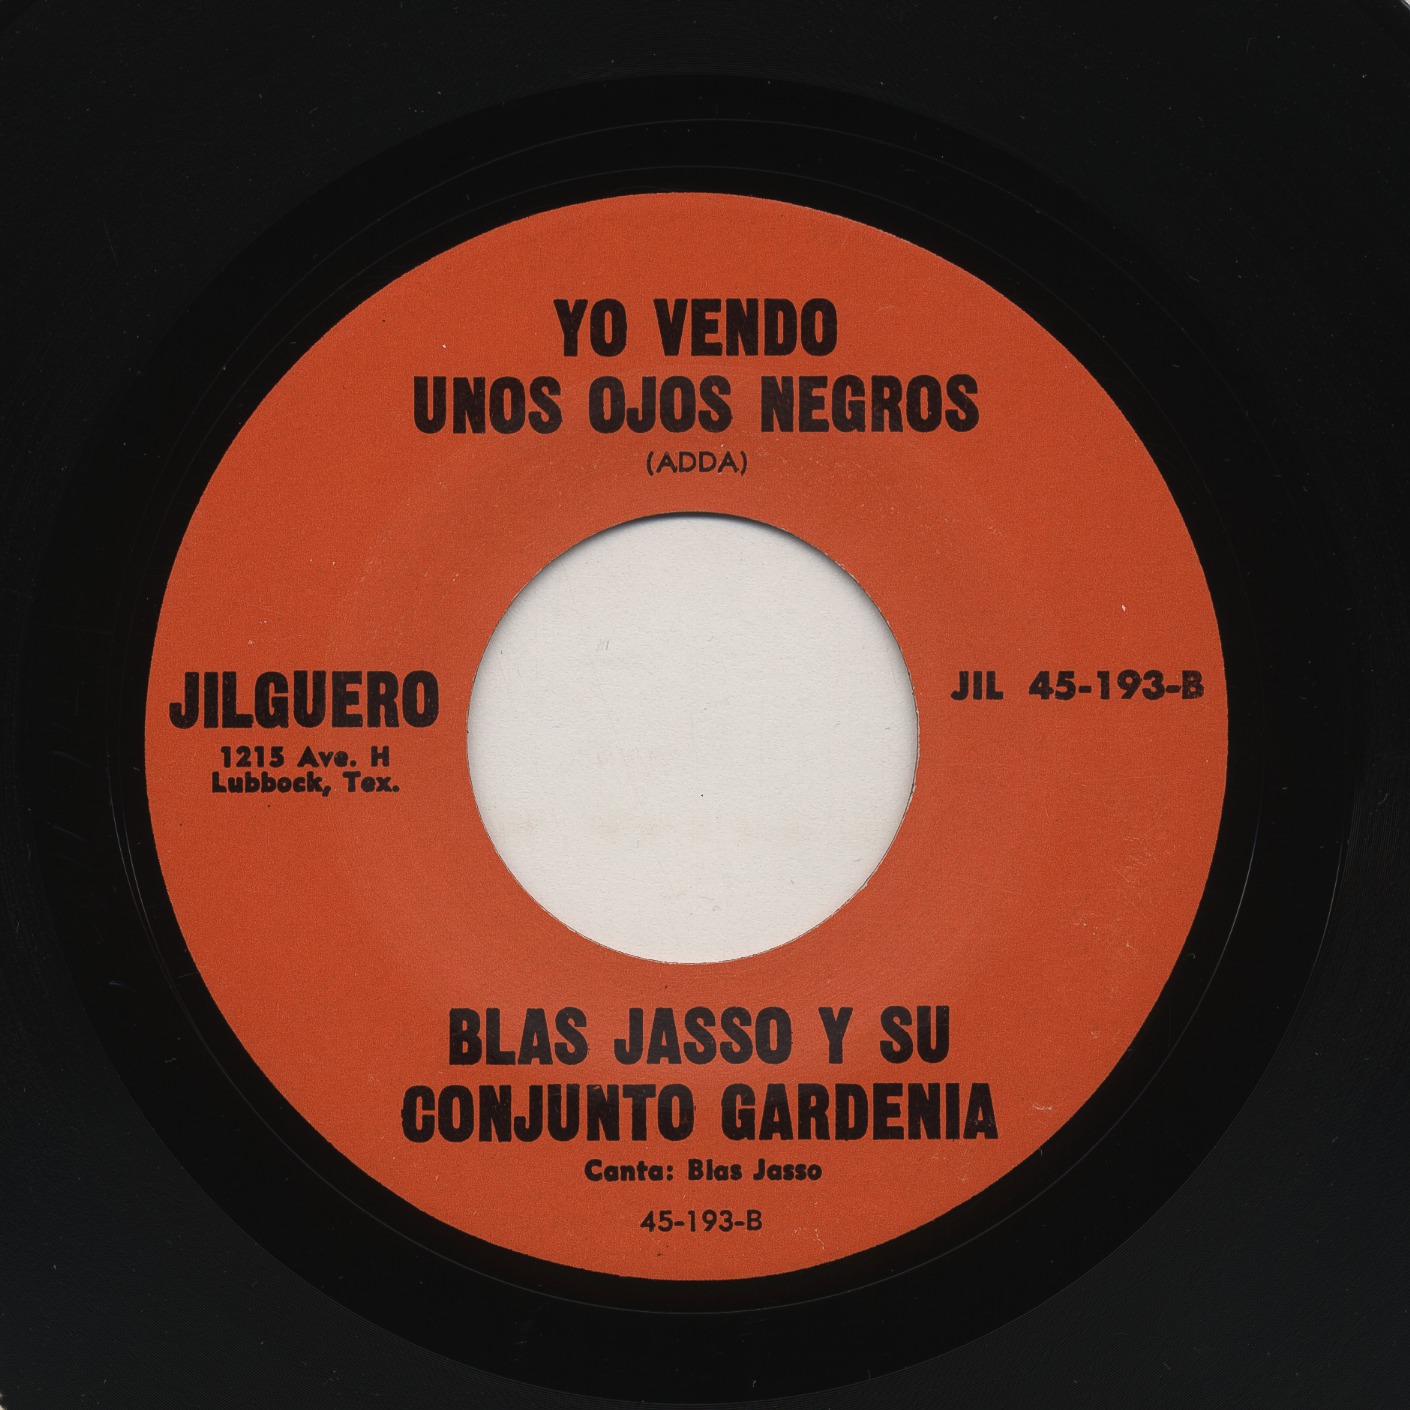 YO VENDO
UNOS OJOS NEGROS
(ADDA)
JILGUERO
1215 Ave. H
Lubbock, Tex.
JIL 45-193-B
BLAS JASSO Y SU
CONJUNTO GARDENIA
Canta: Blas Jasso
45-193-B